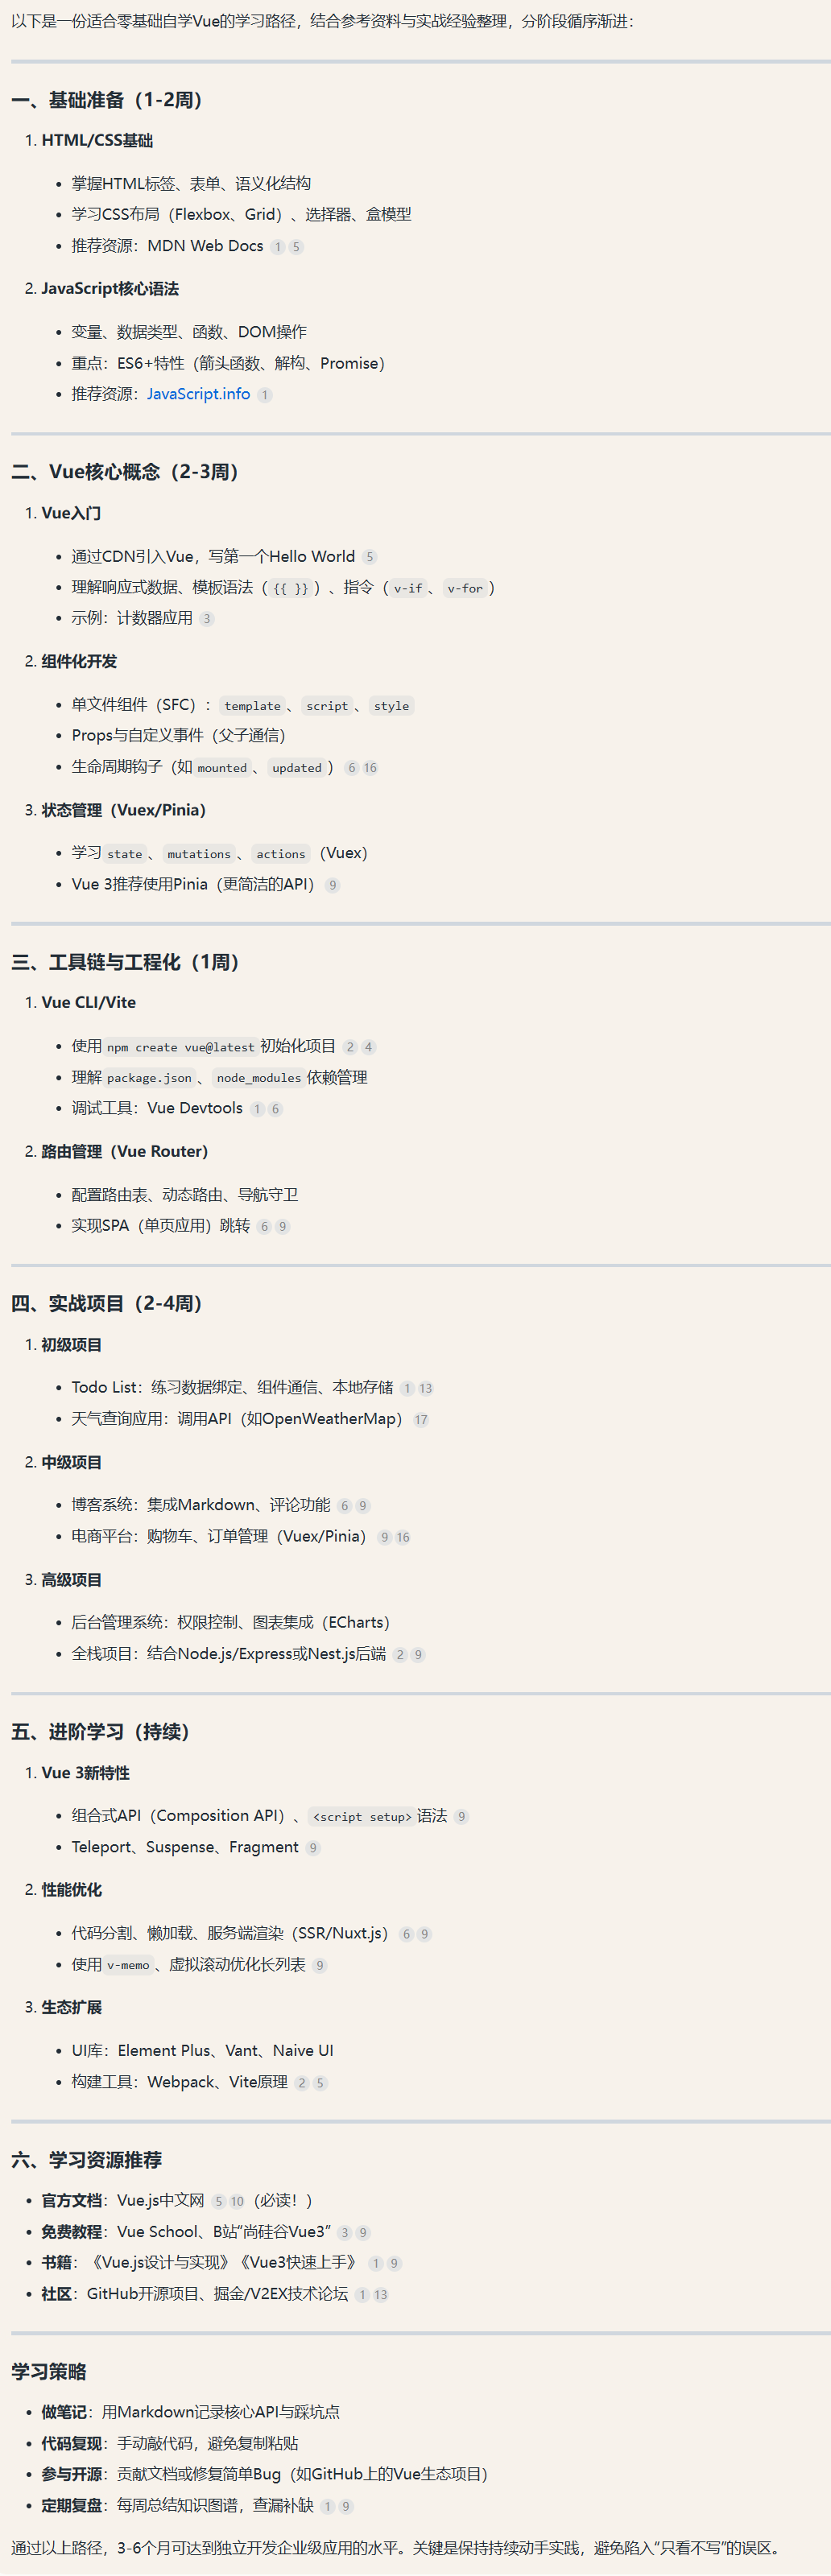 以下是一份适合零基础自学Vue的学习路径，结合参考资料与实战经验整理，分阶段循序渐进：
一、基础准备（1-2周）
1. HTML/CSS基础
• 掌握HTML标签、表单、语义化结构
• 学习CSS布局（Flexbox、Grid）、选择器、盒模型
• 推荐资源：MDN Web Docs 1 5
2. JavaScript核心语法
• 变量、数据类型、函数、DOM操作
• 重点：ES6+特性（箭头函数、解构、Promise）
• 推荐资源：JavaScript.info 1
二、Vue核心概念（2-3周）
1. Vue入门
• 通过CDN引入Vue，写第一个Hello World 5
• 理解响应式数据、模板语法（{{ }}）、指令（v-if、v-for）
• 示例：计数器应用 3
2. 组件化开发
• 单文件组件（SFC）：template、script、style
• Props与自定义事件（父子通信）
• 生命周期钩子（如mounted、updated） 6 16
3. 状态管理（Vuex/Pinia）
• 学习state、mutations、actions（Vuex）
• Vue 3推荐使用Pinia（更简洁的API） 9
三、工具链与工程化（1周）
1. Vue CLI/Vite
• 使用npm create vue@latest初始化项目 2 4
• 理解package.json、node_modules依赖管理
• 调试工具：Vue Devtools 1 6
2. 路由管理（Vue Router）
• 配置路由表、动态路由、导航守卫
• 实现SPA（单页应用）跳转 6 9
四、实战项目（2-4周）
1. 初级项目
• Todo List：练习数据绑定、组件通信、本地存储 1 13
• 天气查询应用：调用API（如OpenWeatherMap） 17
2. 中级项目
• 博客系统：集成Markdown、评论功能 6 9
• 电商平台：购物车、订单管理（Vuex/Pinia） 9 16
3. 高级项目
• 后台管理系统：权限控制、图表集成（ECharts）
• 全栈项目：结合Node.js/Express或Nest.js后端 2 9
五、进阶学习（持续）
1. Vue 3新特性
• 组合式API（Composition API）、<script setup>语法 9
• Teleport、Suspense、Fragment 9
2. 性能优化
• 代码分割、懒加载、服务端渲染（SSR/Nuxt.js） 6 9
• 使用v-memo、虚拟滚动优化长列表 9
3. 生态扩展
• UI库：Element Plus、Vant、Naive UI
• 构建工具：Webpack、Vite原理 2 5
六、学习资源推荐
• 官方文档：Vue.js中文网 5 10（必读！）
• 免费教程：Vue School、B站“尚硅谷Vue3” 3 9
• 书籍：《Vue.js设计与实现》《Vue3快速上手》 1 9
• 社区：GitHub开源项目、掘金/V2EX技术论坛 1 13
学习策略
• 做笔记：用Markdown记录核心API与踩坑点
• 代码复现：手动敲代码，避免复制粘贴
• 参与开源：贡献文档或修复简单Bug（如GitHub上的Vue生态项目）
• 定期复盘：每周总结知识图谱，查漏补缺 1 9
通过以上路径，3-6个月可达到独立开发企业级应用的水平。关键是保持持续动手实践，避免陷入“只看不写”的误区。